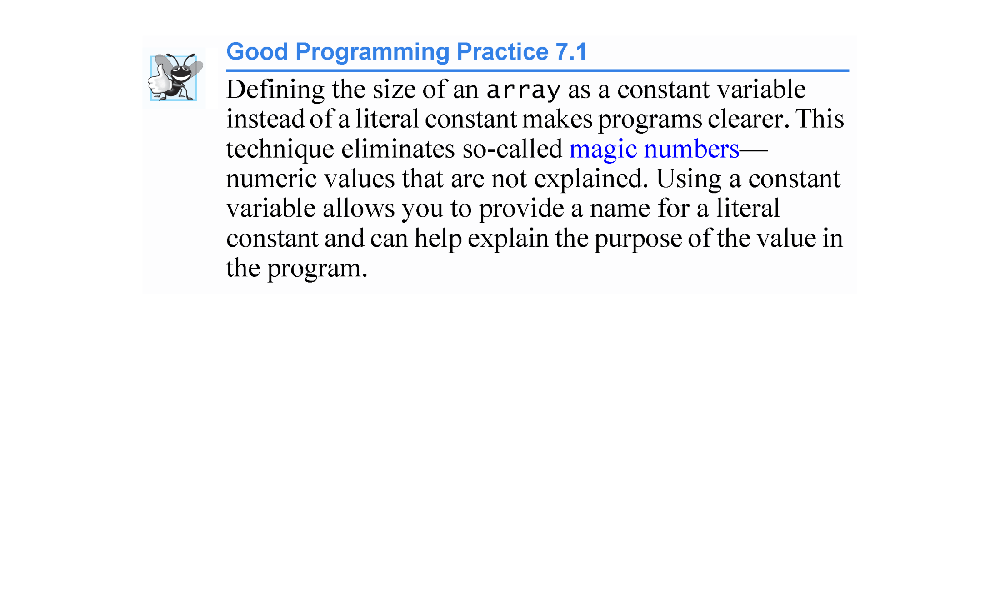 Good Programming Practice 7.1
Defining the size of an array as a constant variable
instead of a literal constant makes programs clearer. This
technique eliminates so-called magic numbers—
numeric values that are not explained. Using a constant
variable allows you to provide a name for a literal
constant and can help explain the purpose of the value in
the program.